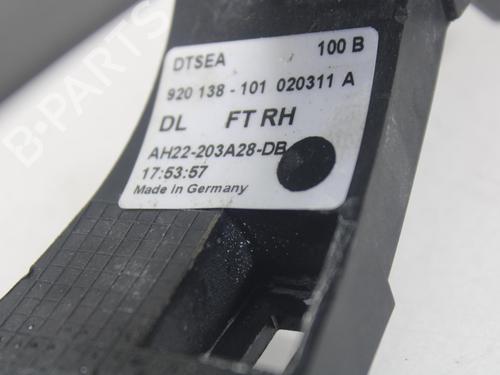 B-PARTS
DTSEA 100 B
920 138 - 101 020311 A
DL FT RH
AH22-203A28-DB
17:53:57
Made in Germany